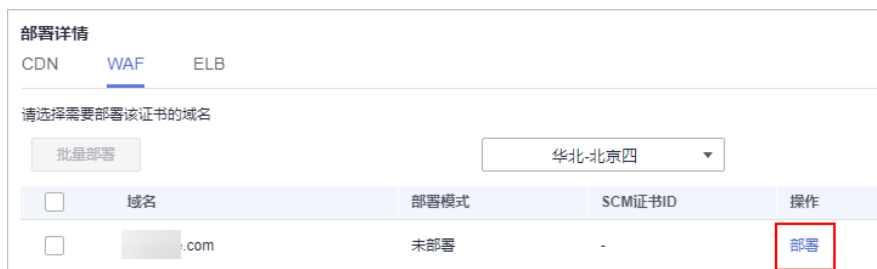 部署详情
CDN WAF ELB
请选择需要部署该证书的域名
批量部署 华北-北京四
域名 部署模式 SCM证书ID 操作
.com 未部署 - 部署